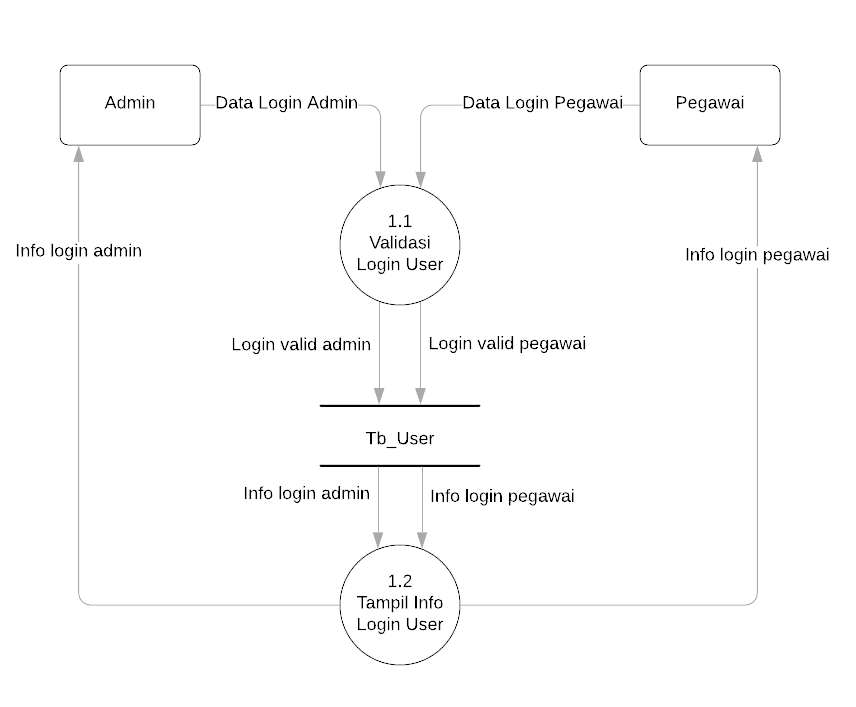 Admin
Data Login Admin
Data Login Pegawai
Pegawai
1.1
Validasi
Login User
Info login admin
Info login pegawai
Login valid admin
Login valid pegawai
Tb_User
Info login admin
Info login pegawai
1.2
Tampil Info
Login User